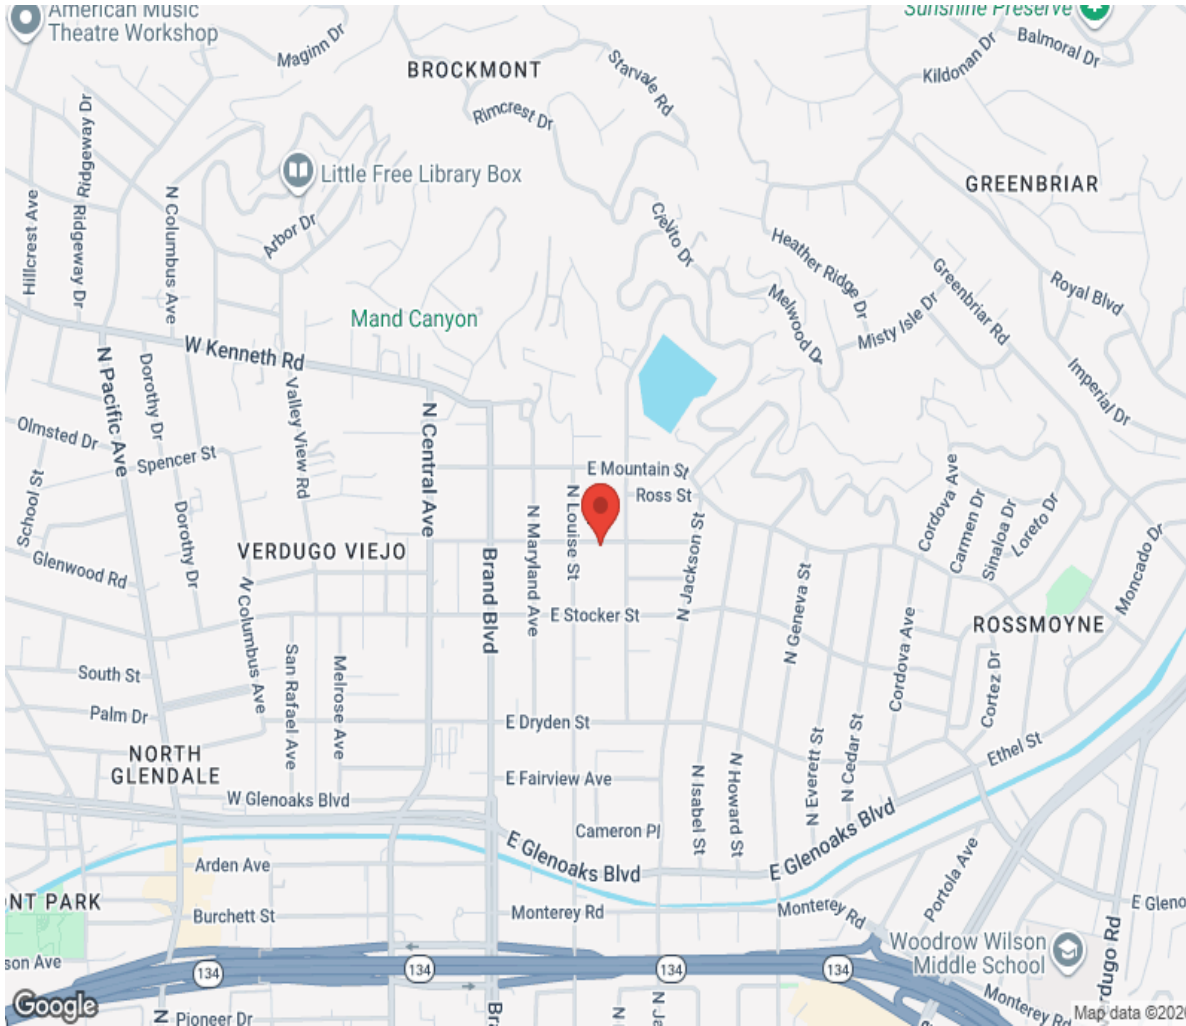 American Music
Theatre Workshop
Sunshine Preserve
Balmoral Dr
Maginn Dr
BROCKMONT
Starvale Rd
Kildonan Dr
Rimcrest Dr
Ridgeway Dr
Little Free Library Box
GREENBRIAR
Hillcrest Ave
Ridgeway Dr
N Columbus Ave
Arbor Dr
Cielito Dr
Heather Ridge Dr
Greenbriar Rd
Royal Blvd
Melwood Dr
Misty Isle Dr
Mand Canyon
W Kenneth Rd
Imperial Dr
N Pacific Ave
Dorothy Dr
Valley View Rd
N Central Ave
Olmsted Dr
Spencer St
School St
E Mountain St
Ross St
Cordova Ave
Carmen Dr
Sinaloa Dr
Loreto Dr
N Louise St
N Maryland Ave
N Jackson St
Dorothy Dr
Moncado Dr
VERDUGO VIEJO
Brand Blvd
Glenwood Rd
N Columbus Ave
N Geneva St
E Stocker St
ROSSMOYNE
Cordova Ave
Cortez Dr
South St
San Rafael Ave
Melrose Ave
Palm Dr
E Dryden St
Ethel St
NORTH
GLENDALE
E Fairview Ave
N Isabel St
N Howard St
N Everett St
N Cedar St
W Glenoaks Blvd
Cameron Pl
E Glenoaks Blvd
E Glenoaks Blvd
Arden Ave
Portola Ave
NT PARK
E Gleno
Burchett St
Monterey Rd
Monterey Rd
rdugo Rd
Woodrow Wilson
Middle School
son Ave
134
134
134
134
Monterey Rd
Google
Pioneer Dr
N
Bra
N
N Ja
Map data ©202